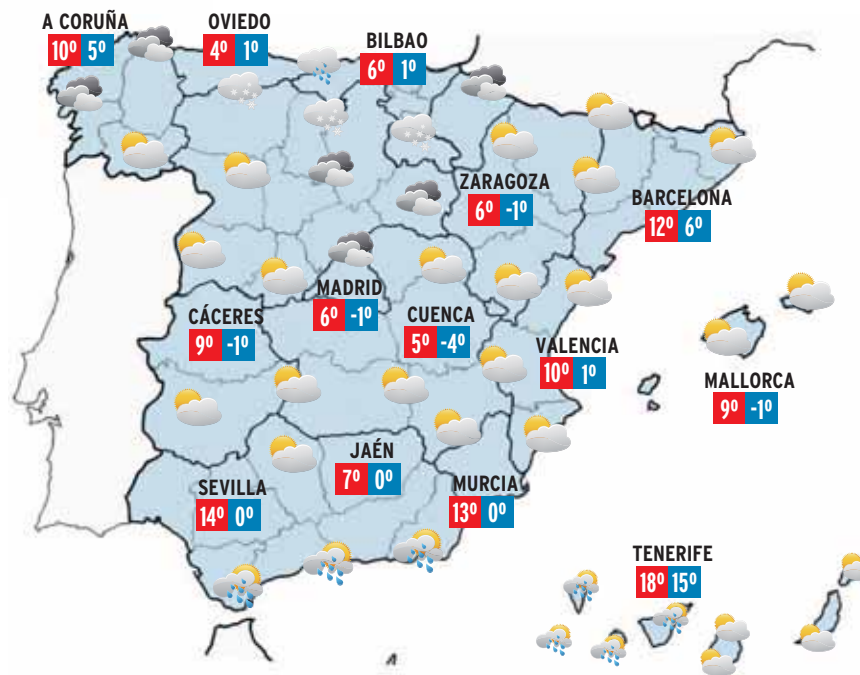 A CORUÑA
10º 5º
OVIEDO
4º 1º
BILBAO
6º 1º
ZARAGOZA
6º -1º
BARCELONA
12º 6º
MADRID
6º -1º
CÁCERES
9º -1º
CUENCA
5º -4º
VALENCIA
10º 1º
MALLORCA
9º -1º
JAÉN
7º 0º
SEVILLA
14º 0º
MURCIA
13º 0º
TENERIFE
18º 15º